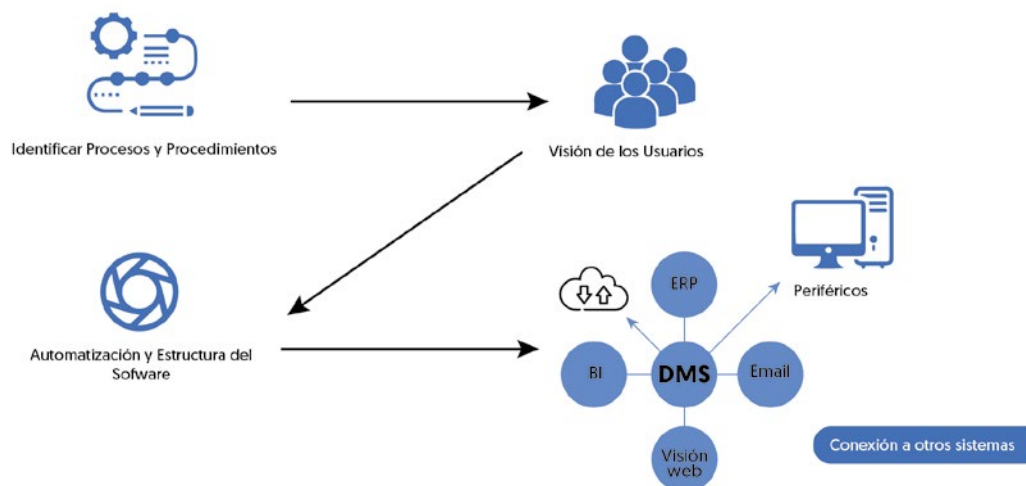 Identificar Procesos y Procedimientos
Visión de los Usuarios
Automatización y Estructura del
Sofware
ERP
Periféricos
BI
DMS
Email
Visión
web
Conexión a otros sistemas